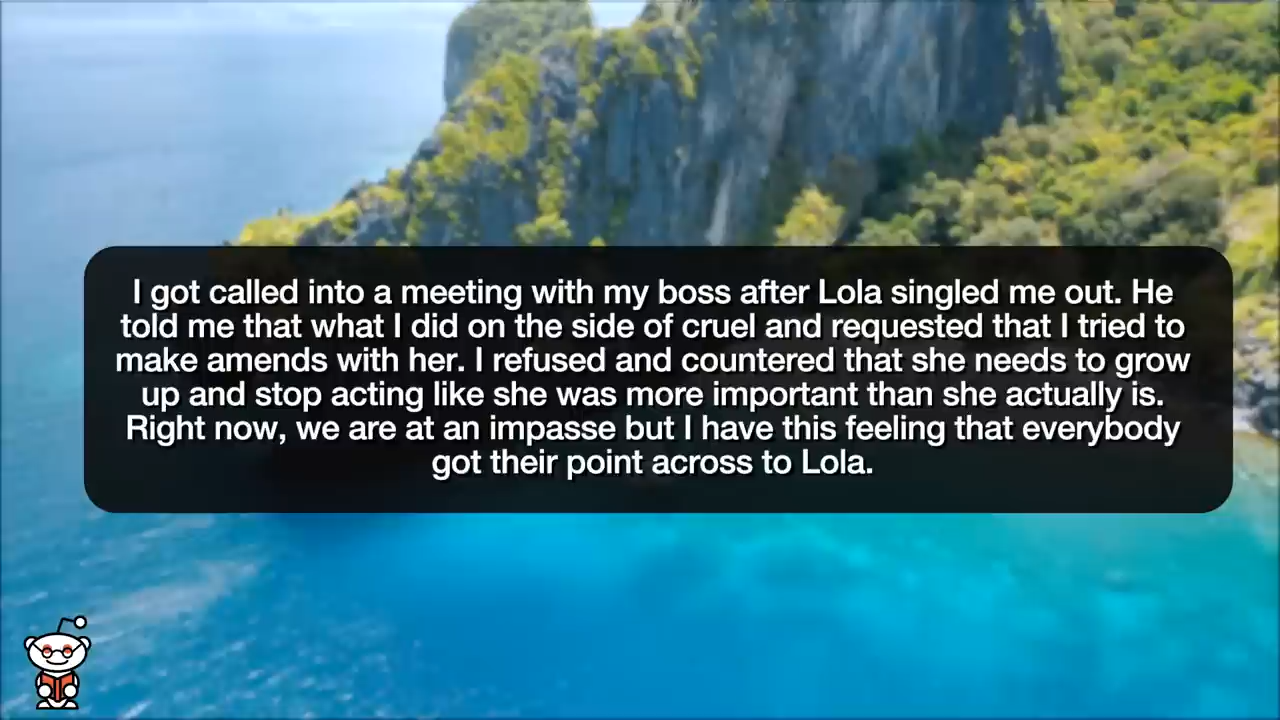 I got called into a meeting with my boss after Lola singled me out. He
told me that what I did on the side of cruel and requested that I tried to
make amends with her. I refused and countered that she needs to grow
up and stop acting like she was more important than she actually is.
Right now, we are at an impasse but I have this feeling that everybody
got their point across to Lola.